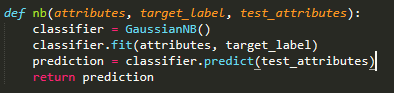 def nb(attributes, target_label, test_attributes):
    classifier = GaussianNB()
    classifier.fit(attributes, target_label)
    prediction = classifier.predict(test_attributes)
    return prediction